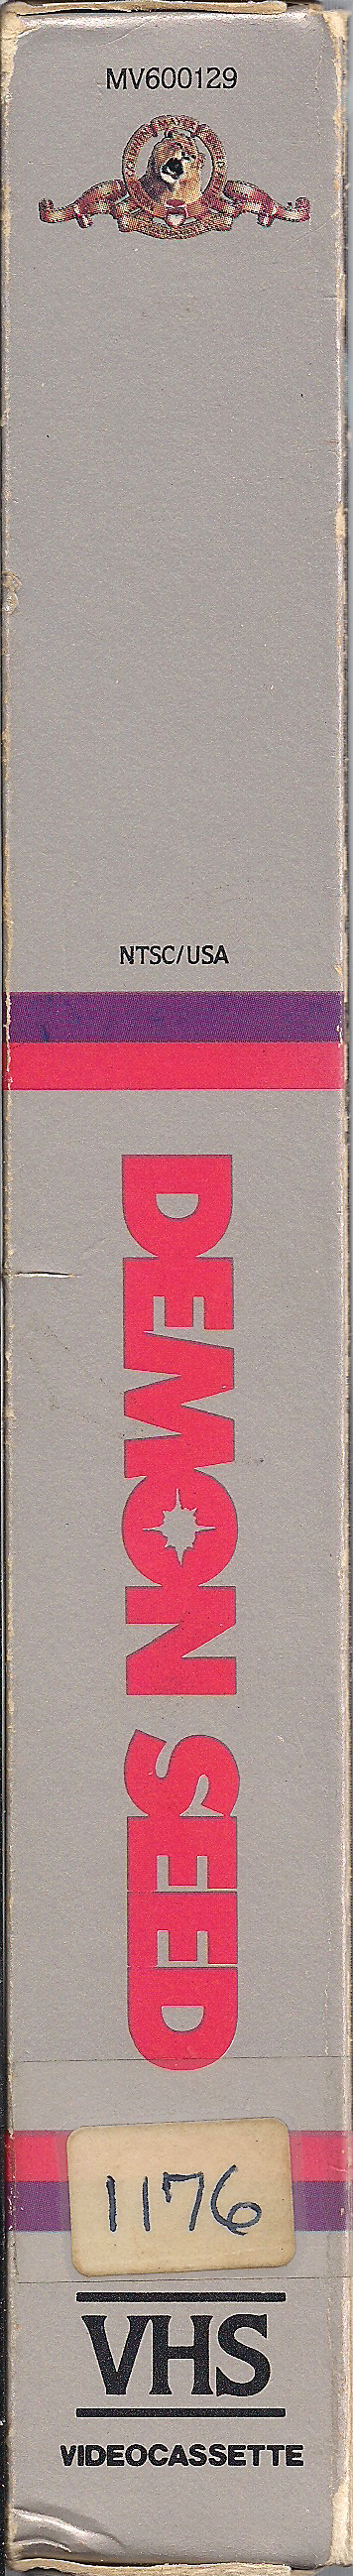 MV600129
NTSC/USA
DEMON SEED
1176
VHS
VIDEOCASSETTE